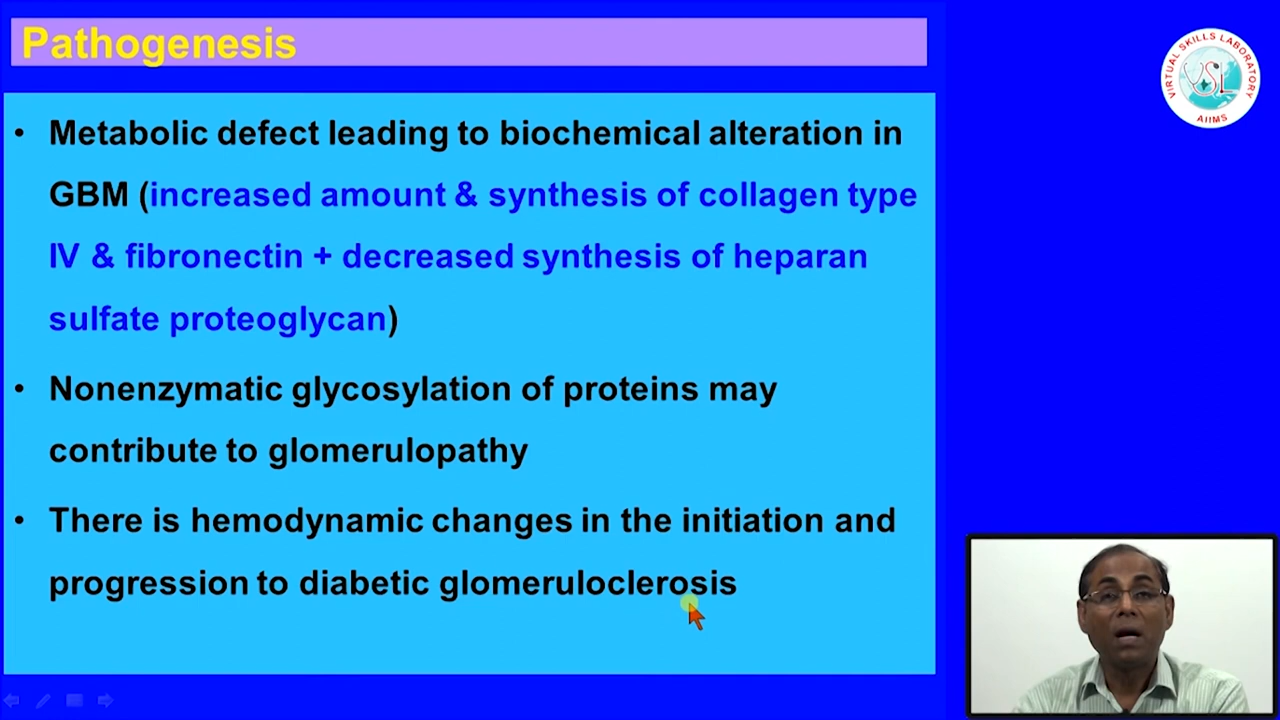 Pathogenesis
VIRTUAL SKILLS LABORATORY
VSL
AIIMS
• Metabolic defect leading to biochemical alteration in
GBM (increased amount & synthesis of collagen type
IV & fibronectin + decreased synthesis of heparan
sulfate proteoglycan)
• Nonenzymatic glycosylation of proteins may
contribute to glomerulopathy
• There is hemodynamic changes in the initiation and
progression to diabetic glomeruloclerosis